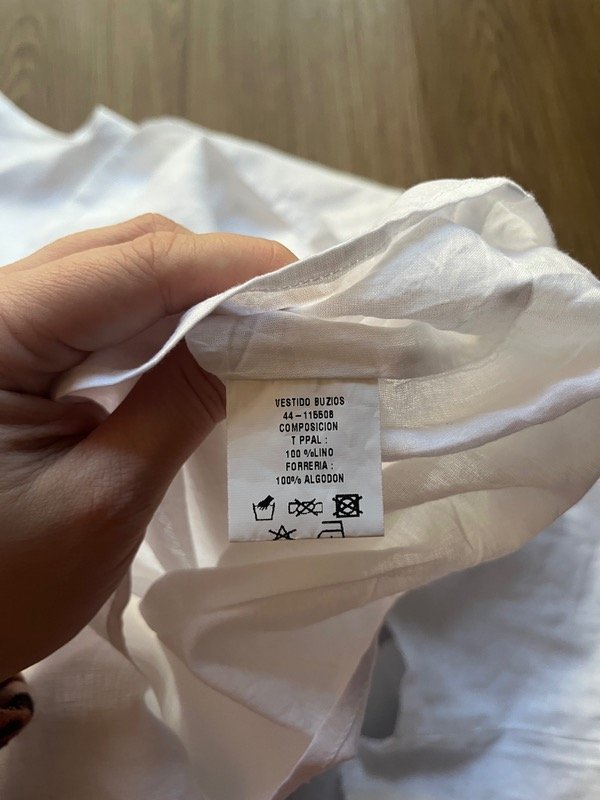 VESTIDO BUZIOS
44-115508
COMPOSICION
T PPAL :
100 %LINO
FORRERIA :
100% ALGODON